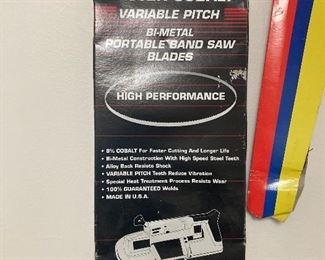 VARIABLE PITCH
BI-METAL
PORTABLE BAND SAW
BLADES
HIGH PERFORMANCE
• 8% COBALT For Faster Cutting And Longer Life
• Bi-Metal Construction With High Speed Steel Teeth
• Alloy Back Resists Shock
• VARIABLE PITCH Teeth Reduce Vibration
• Special Heat Treatment Process Resists Wear
• 100% GUARANTEED Welds
• MADE IN U.S.A.